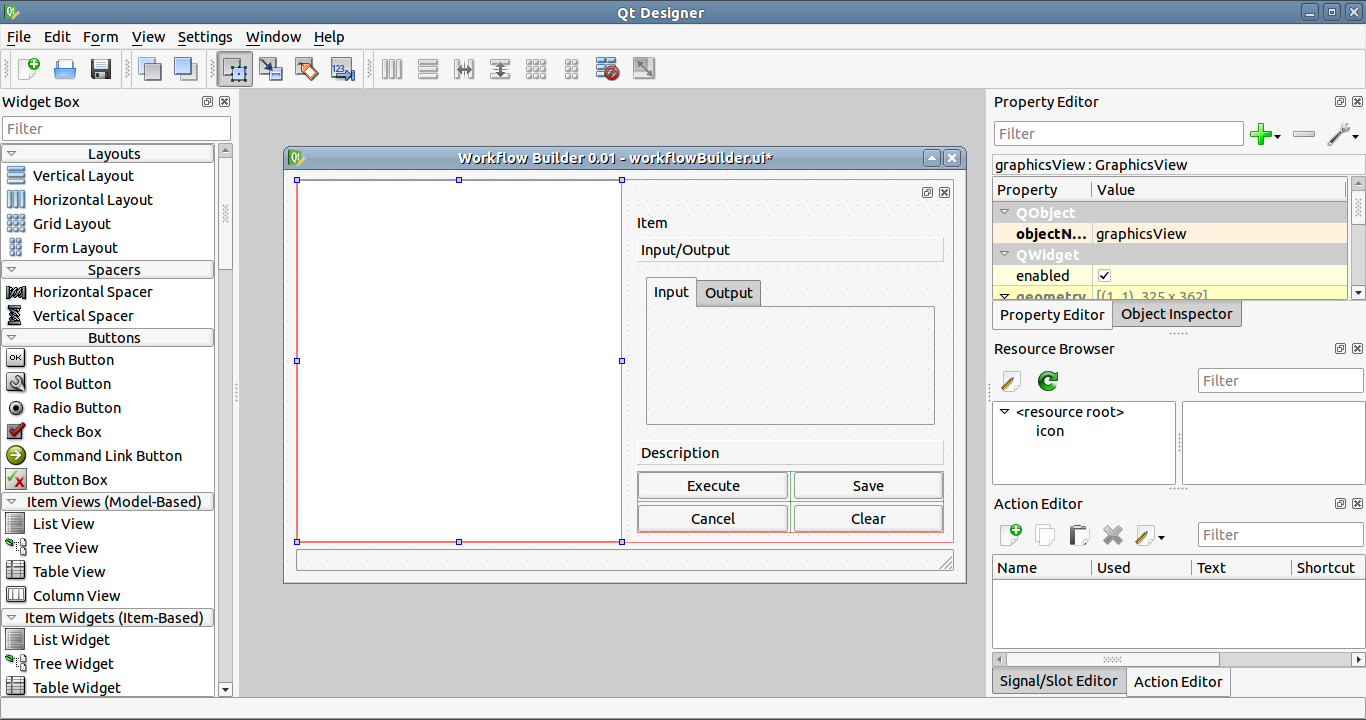 Qt Designer
File Edit Form View Settings Window Help
Widget Box
Filter
Layouts
Vertical Layout
Horizontal Layout
Grid Layout
Form Layout
Spacers
Horizontal Spacer
Vertical Spacer
Buttons
OK Push Button
Tool Button
Radio Button
Check Box
Command Link Button
Button Box
Item Views (Model-Based)
List View
Tree View
Table View
Column View
Item Widgets (Item-Based)
List Widget
Tree Widget
Table Widget
Workflow Builder 0.01 - workflowBuilder.ui*
Item
Input/Output
Input Output
Description
Execute Save
Cancel Clear
Property Editor
Filter
graphicsView : GraphicsView
Property Value
QObject
objectN... graphicsView
QWidget
enabled
geometry [(1, 1), 325 x 362]
Property Editor Object Inspector
Resource Browser
Filter
<resource root>
icon
Action Editor
Filter
Name Used Text Shortcut
Signal/Slot Editor Action Editor